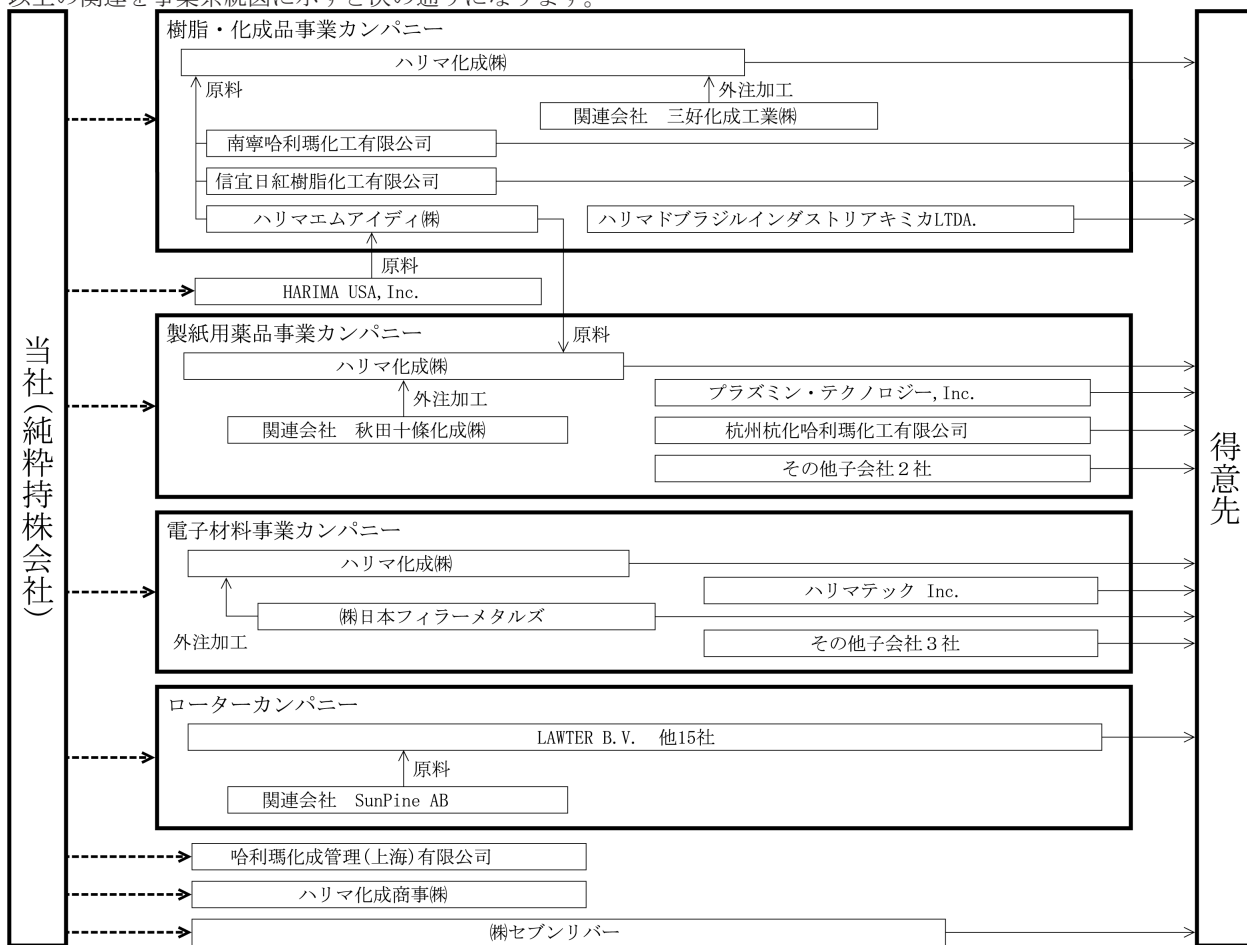 以上の関連を事業系統図に示すと次の通りになります。
当社(純粋持株会社)
樹脂・化成品事業カンパニー
ハリマ化成㈱
原料
外注加工
関連会社　三好化成工業㈱
南寧哈利瑪化工有限公司
信宜日紅樹脂化工有限公司
ハリマエムアイディ㈱
ハリマドブラジルインダストリアキミカLTDA.
原料
HARIMA USA,Inc.
製紙用薬品事業カンパニー
原料
ハリマ化成㈱
外注加工
関連会社　秋田十條化成㈱
プラズミン・テクノロジー,Inc.
杭州杭化哈利瑪化工有限公司
その他子会社２社
電子材料事業カンパニー
ハリマ化成㈱
ハリマテック Inc.
㈱日本フィラーメタルズ
外注加工
その他子会社３社
ローターカンパニー
LAWTER B.V.　他15社
原料
関連会社　SunPine AB
哈利瑪化成管理(上海)有限公司
ハリマ化成商事㈱
㈱セブンリバー
得意先